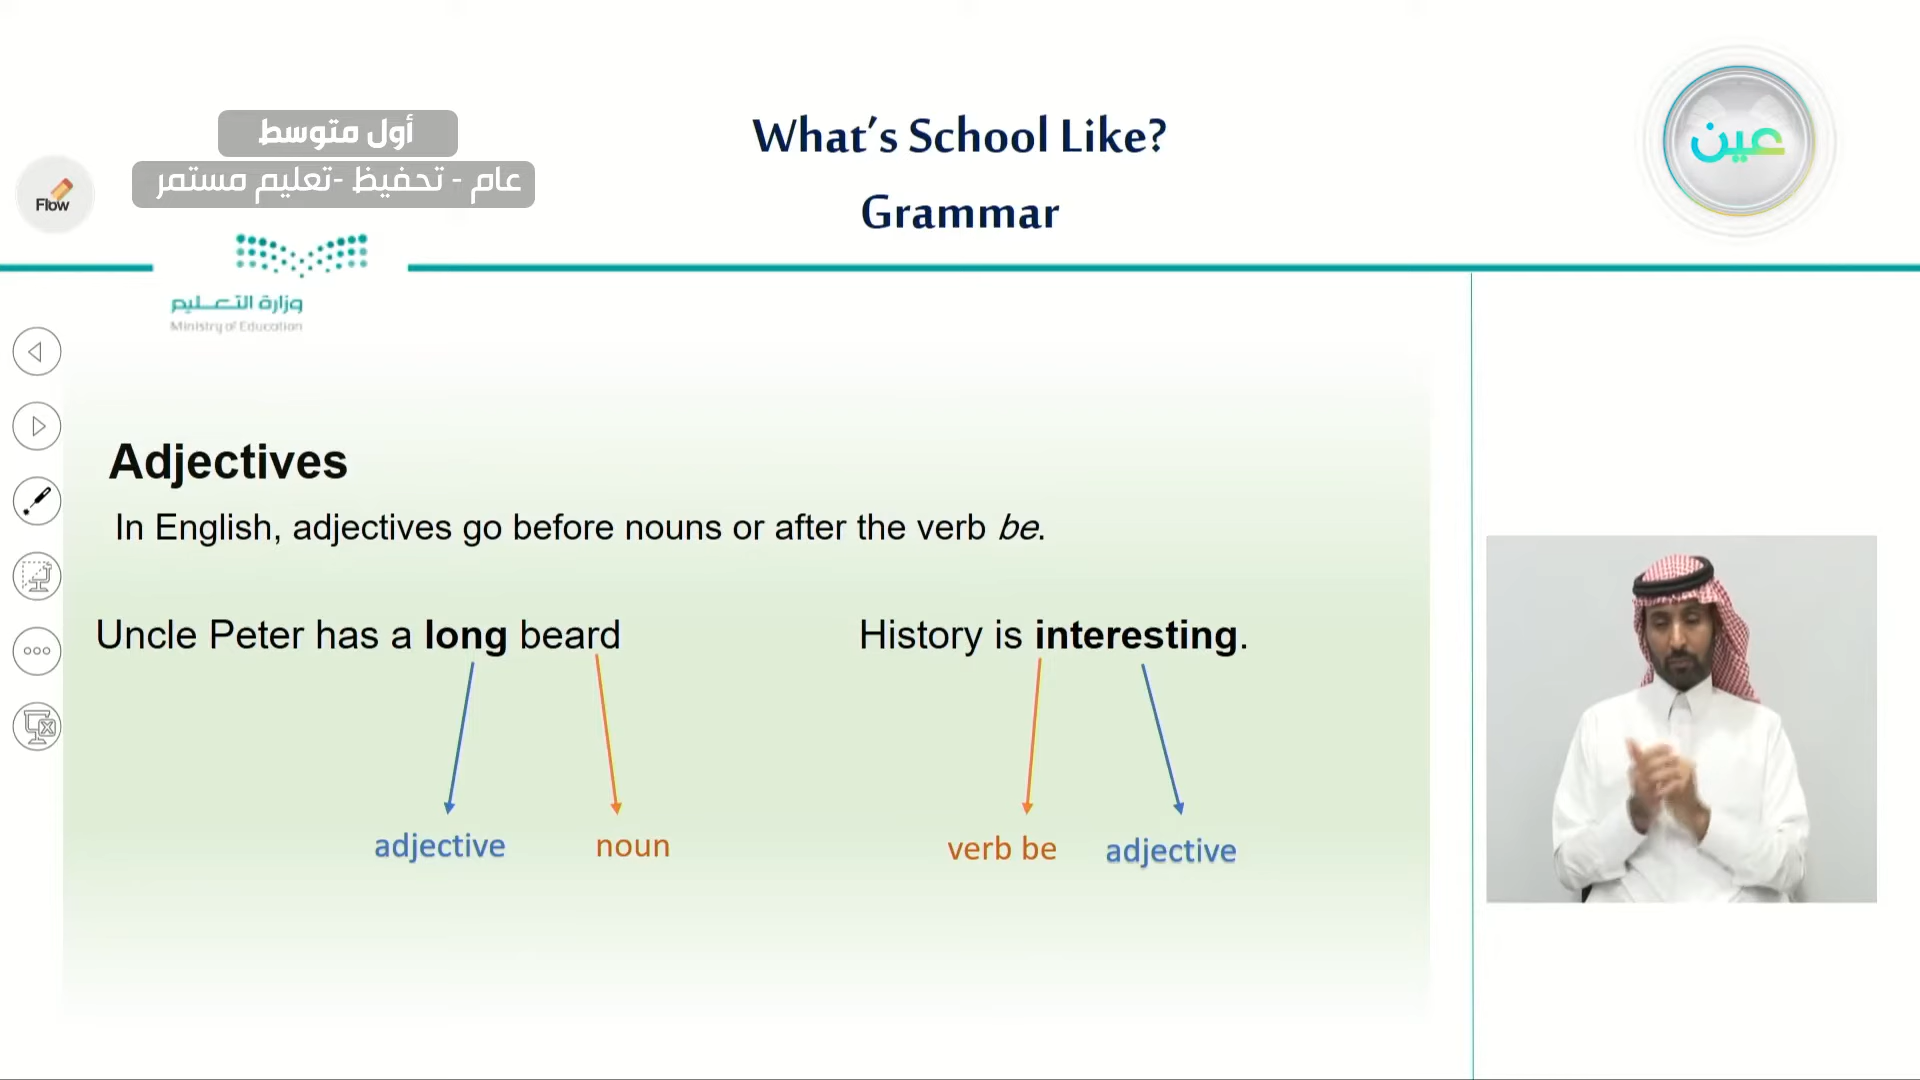 أول متوسط
عام - تحفيظ -تعليم مستمر
What's School Like?
Grammar
عين
Flow
وزارة التعليم
Ministry of Education
Adjectives
In English, adjectives go before nouns or after the verb be.
Uncle Peter has a long beard
History is interesting.
adjective
noun
verb be
adjective